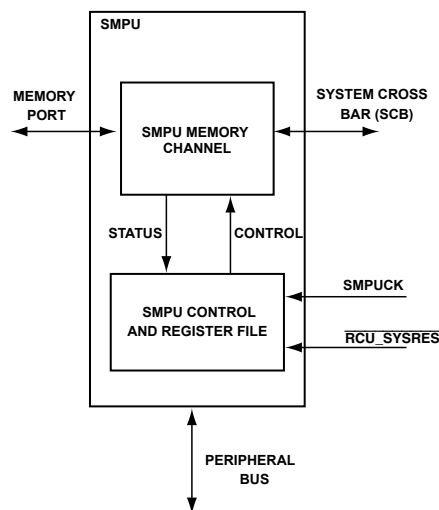 SMPU
MEMORY
PORT
SMPU MEMORY
CHANNEL
SYSTEM CROSS
BAR (SCB)
STATUS
CONTROL
SMPU CONTROL
AND REGISTER FILE
SMPUCK
RCU_SYSRES
PERIPHERAL
BUS